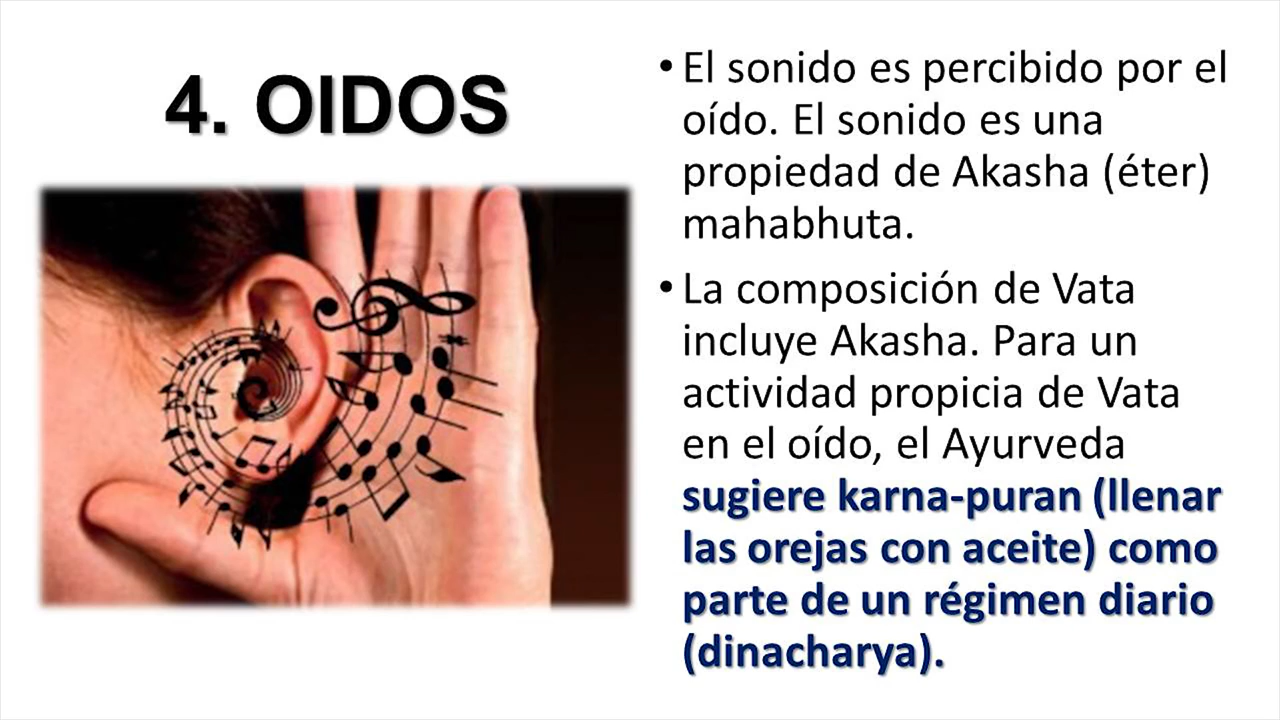 4. OIDOS
• El sonido es percibido por el
oído. El sonido es una
propiedad de Akasha (éter)
mahabhuta.
• La composición de Vata
incluye Akasha. Para un
actividad propicia de Vata
en el oído, el Ayurveda
sugiere karna-puran (llenar
las orejas con aceite) como
parte de un régimen diario
(dinacharya).